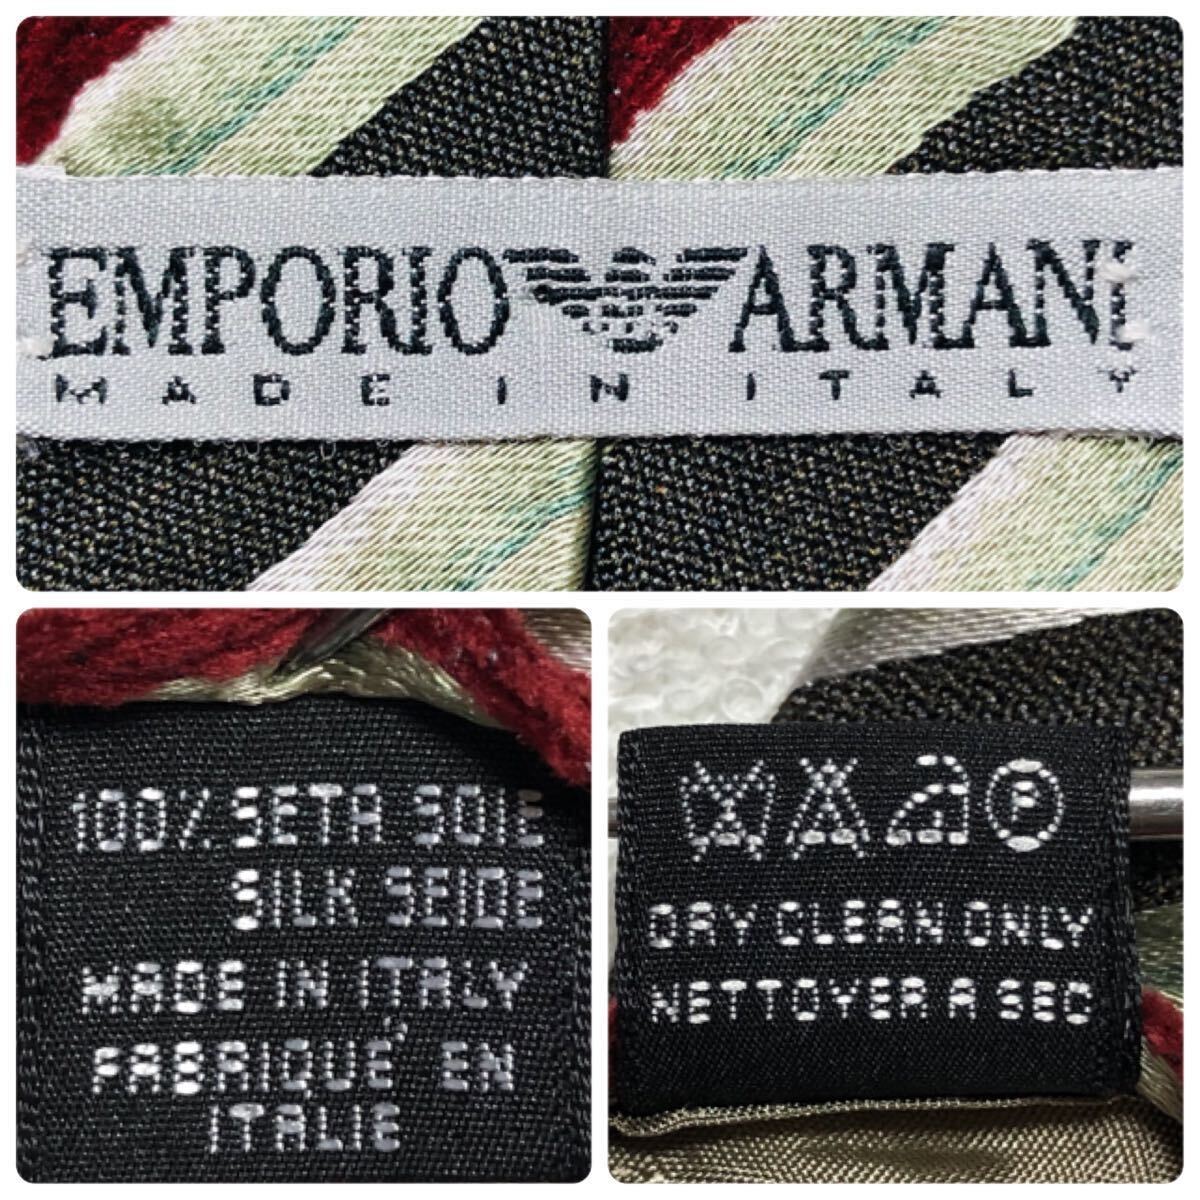 EMPORIO ARMANI
MADE IN ITALY
100% SETA SOIE
SILK SEIDE
MADE IN ITALY
FABRIQUÉ EN
ITALIE
P
DRY CLEAN ONLY
NETTOYER A SEC